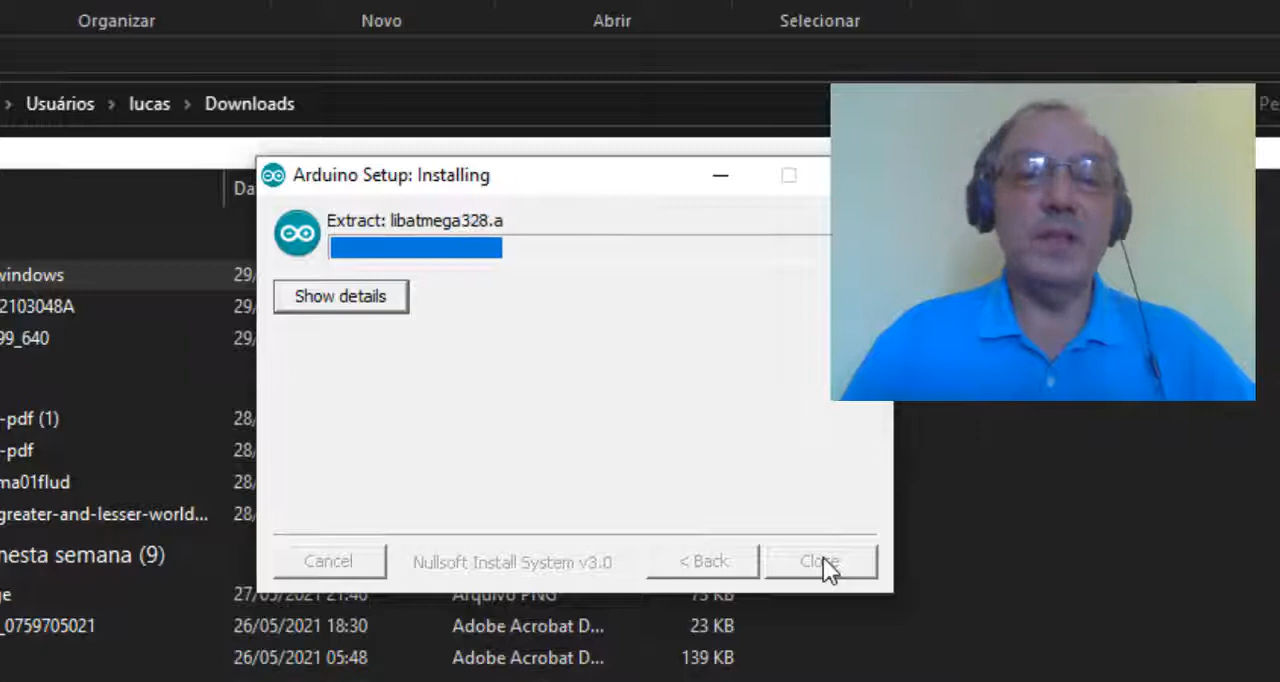 Organizar Novo Abrir Selecionar
Usuários lucas Downloads Pe
Arduino Setup: Installing
Da
Extract: libatmega328.a
Show details
windows 29/
2103048A 29/
99_640 29/
-pdf (1) 28/
-pdf 28/
ma01flud 28/
greater-and-lesser-world... 28/
nesta semana (9)
Cancel Nullsoft Install System v3.0 < Back Close
27/05/2021 21:40 Arquivo PNG 73 KB
_0759705021 26/05/2021 18:30 Adobe Acrobat D... 23 KB
26/05/2021 05:48 Adobe Acrobat D... 139 KB